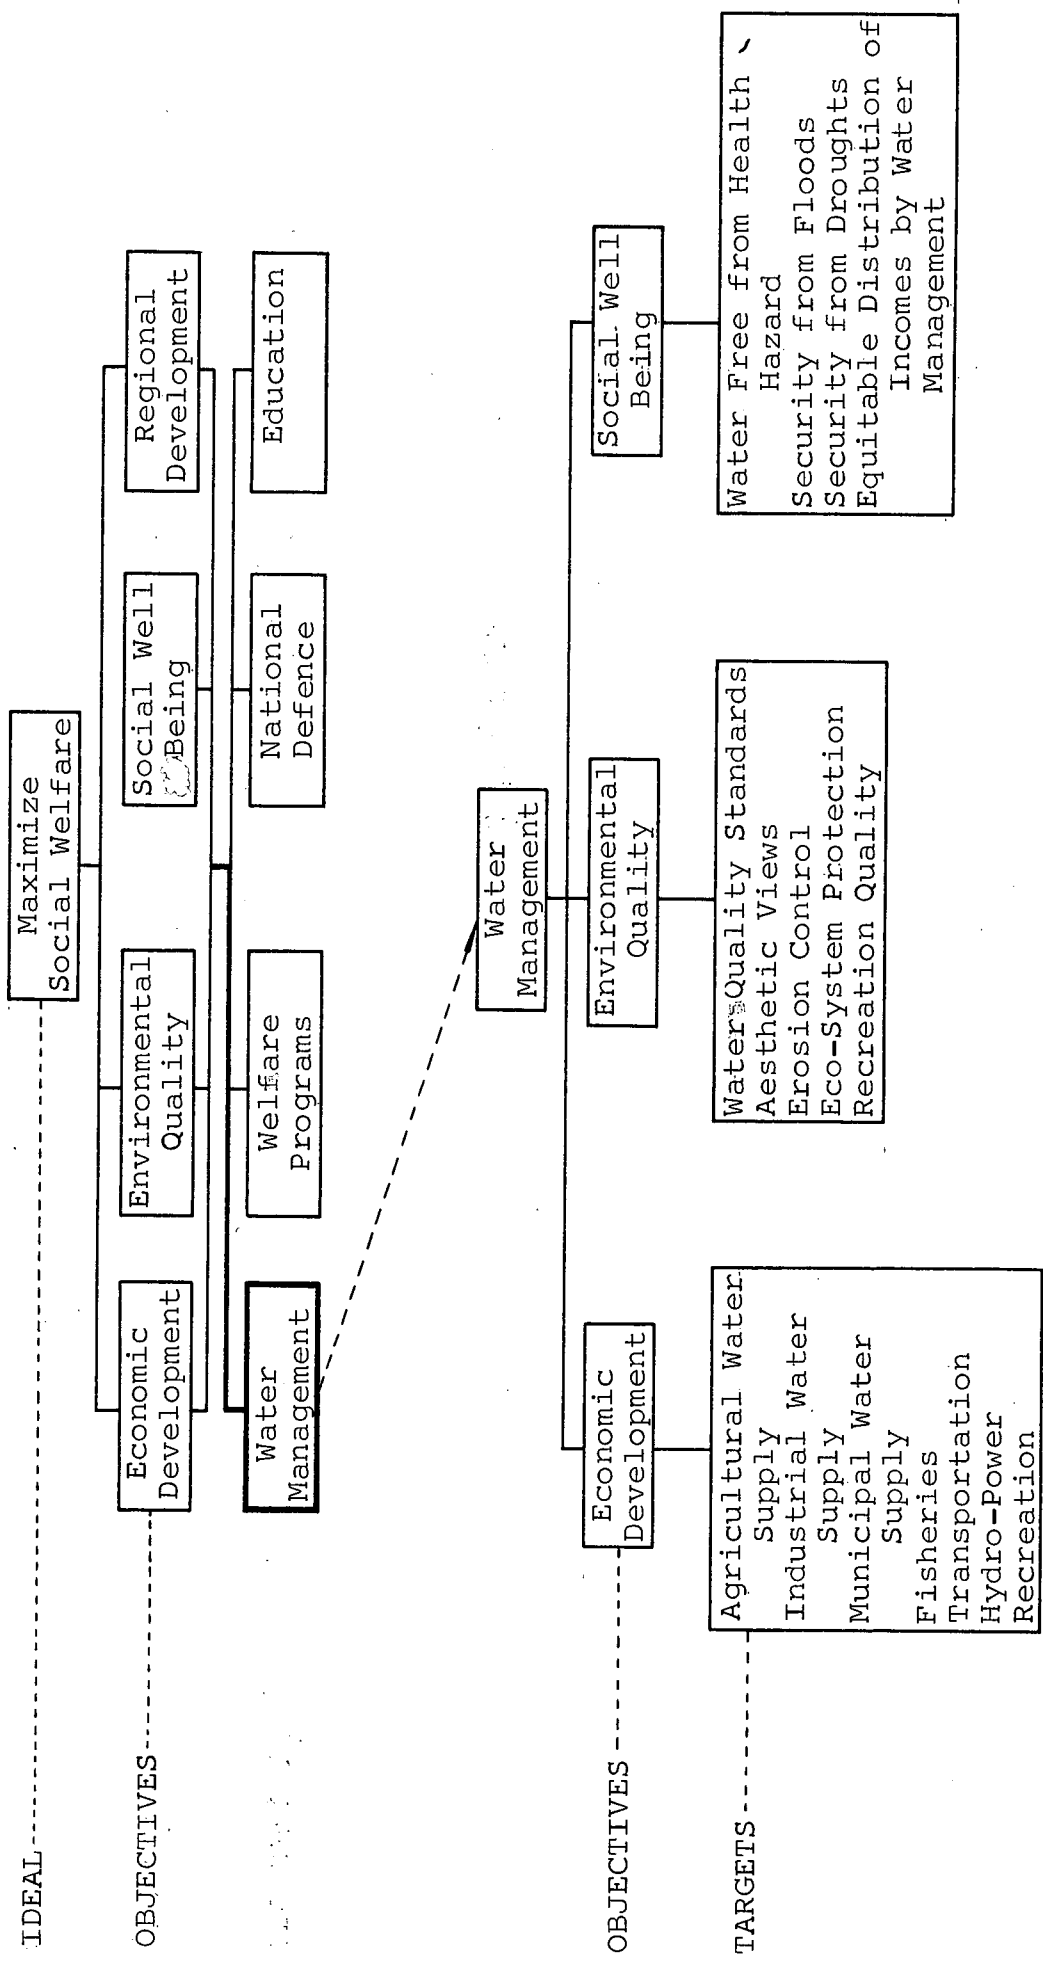 IDEAL
Maximize
Social Welfare
OBJECTIVES
Economic
Development
Environmental
Quality
Social Well
Being
Regional
Development
Water
Management
Welfare
Programs
National
Defence
Education
Water
Management
OBJECTIVES
Economic
Development
Environmental
Quality
Social Well
Being
TARGETS
Agricultural Water
Supply
Industrial Water
Supply
Municipal Water
Supply
Fisheries
Transportation
Hydro-Power
Recreation
Water Quality Standards
Aesthetic Views
Erosion Control
Eco-System Protection
Recreation Quality
Water Free from Health
Hazard
Security from Floods
Security from Droughts
Equitable Distribution of
Incomes by Water
Management